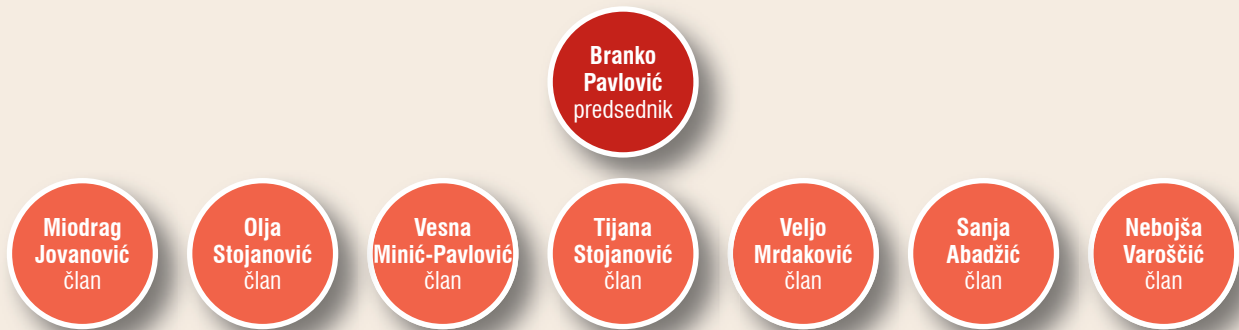 Branko
Pavlović
predsednik
Miodrag
Jovanović
član
Olja
Stojanović
član
Vesna
Minić-Pavlović
član
Tijana
Stojanović
član
Veljo
Mrdaković
član
Sanja
Abadžić
član
Nebojša
Varoščić
član